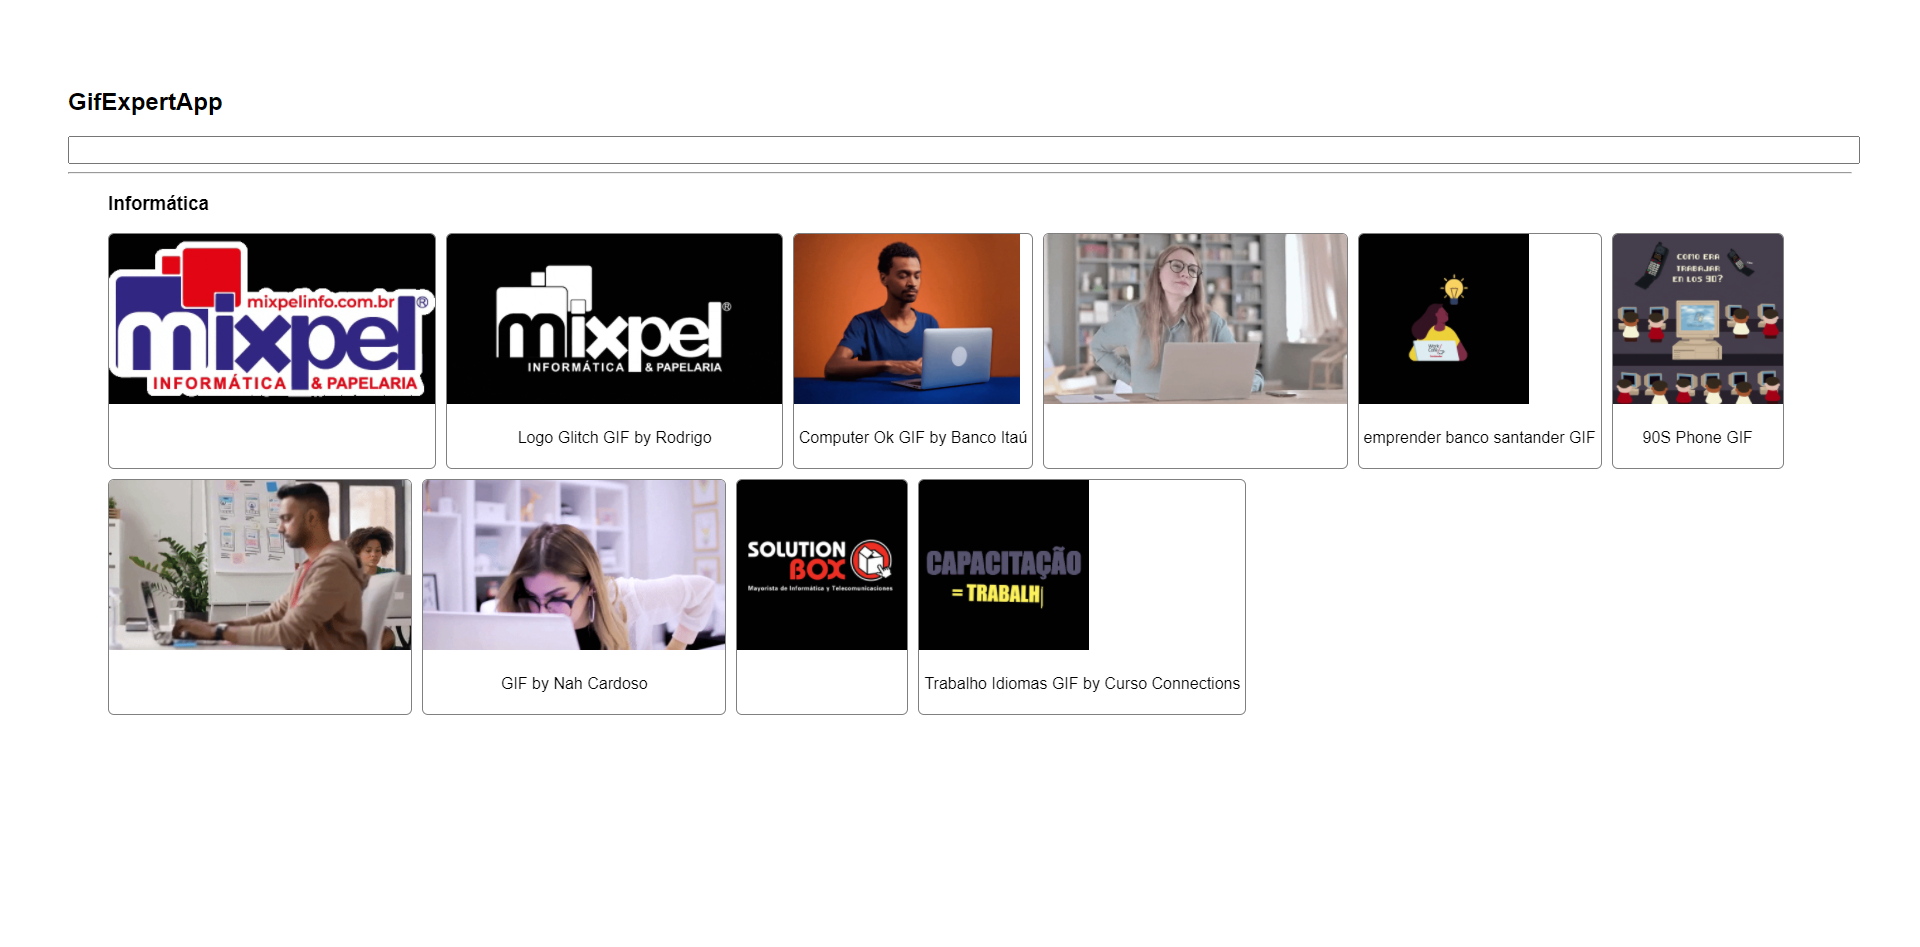 GifExpertApp
Informática
mixpelinfo.com.br
mixpel®
INFORMÁTICA & PAPELARIA
mixpel®
INFORMÁTICA & PAPELARIA
COMO ERA
TRABAJAR
EN LOS 90?
Logo Glitch GIF by Rodrigo
Computer Ok GIF by Banco Itaú
emprender banco santander GIF
90S Phone GIF
SOLUTION
BOX
Mayorista de Informática y Telecomunicaciones
CAPACITAÇÃO
= TRABALH
GIF by Nah Cardoso
Trabalho Idiomas GIF by Curso Connections